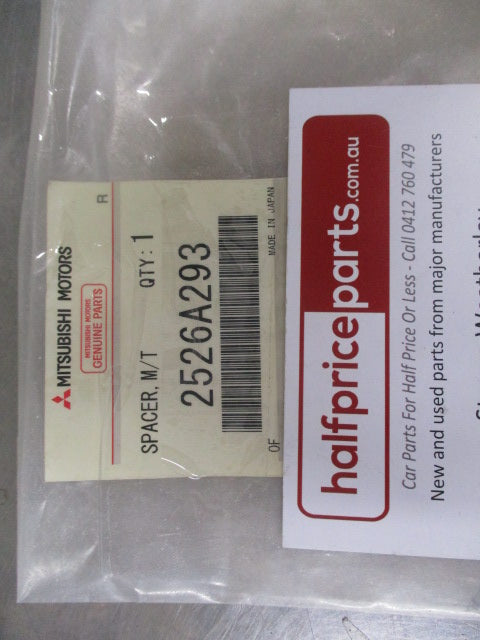 R
MITSUBISHI MOTORS
MITSUBISHI MOTORS
GENUINE PARTS
SPACER, M/T QTY: 1
2526A293
MADE IN JAPAN
OF
halfpriceparts.com.au
Car Parts For Half Price Or Less - Call 0412 760 479
New and used parts from major manufacturers